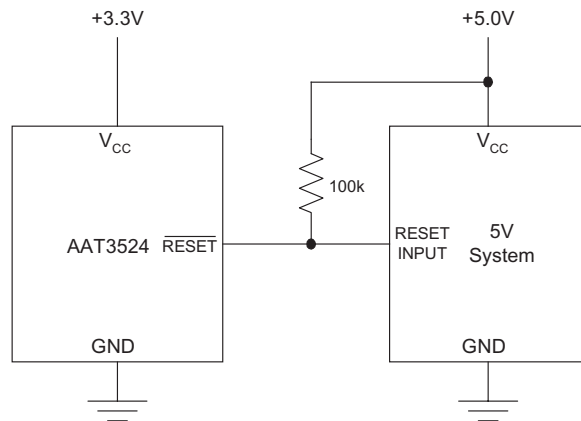 +3.3V
+5.0V
VCC
VCC
100k
AAT3524
RESET
RESET
INPUT
5V
System
GND
GND